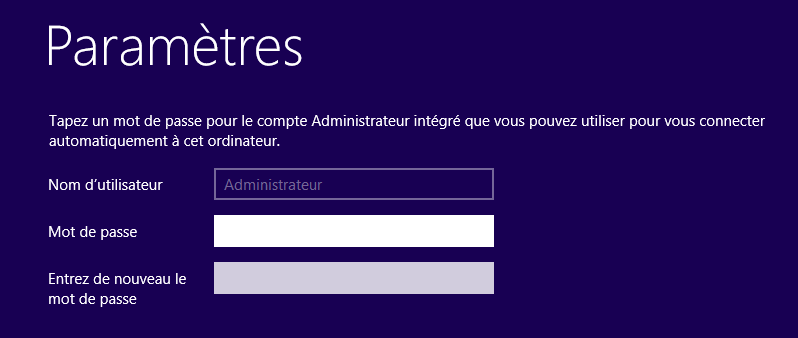 Paramètres
Tapez un mot de passe pour le compte Administrateur intégré que vous pouvez utiliser pour vous connecter
automatiquement à cet ordinateur.
Nom d'utilisateur
Administrateur
Mot de passe
Entrez de nouveau le
mot de passe